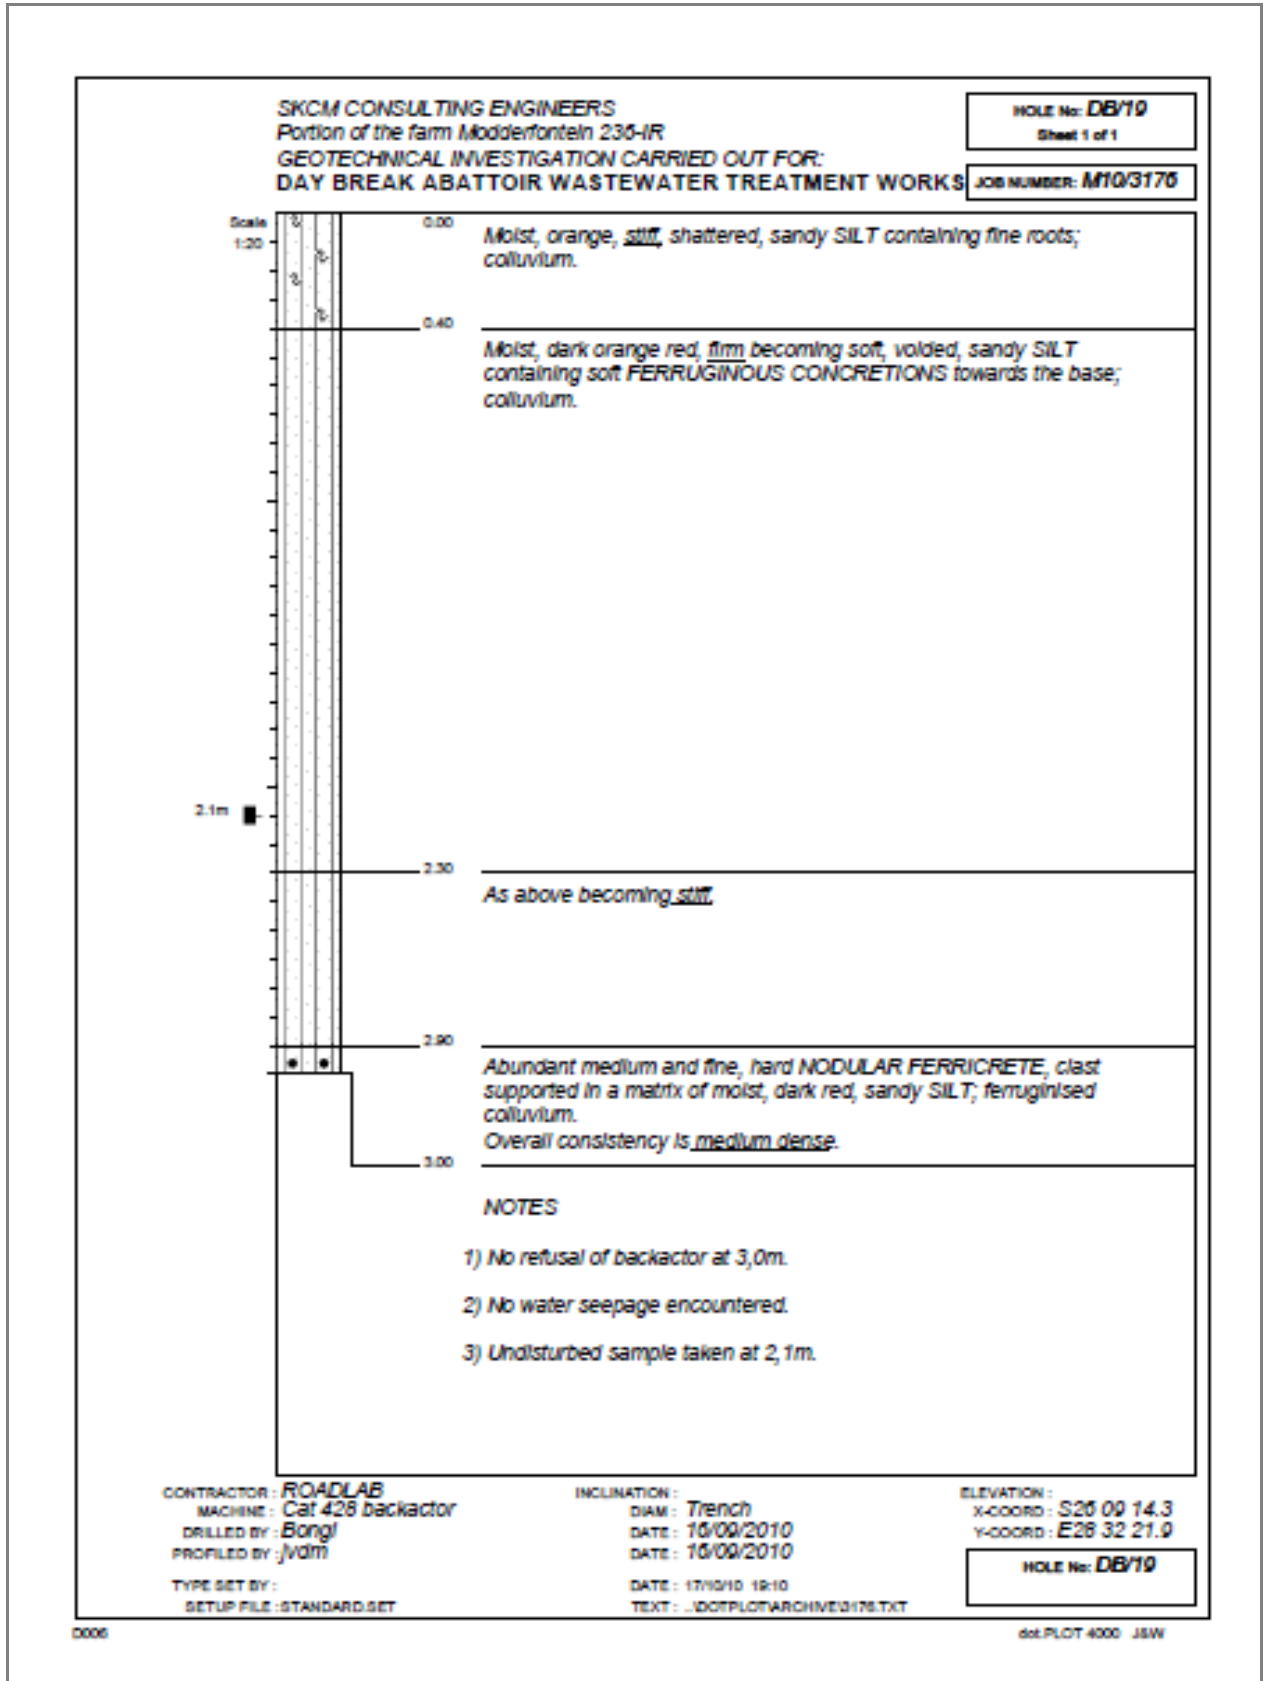 SKCM CONSULTING ENGINEERS
Portion of the farm Modderfontein 236-IR
GEOTECHNICAL INVESTIGATION CARRIED OUT FOR:
DAY BREAK ABATTOIR WASTEWATER TREATMENT WORKS
HOLE No: DB/19
Sheet 1 of 1
JOB NUMBER: M10/3176
Scale
1:20
0.00
Moist, orange, stiff, shattered, sandy SILT containing fine roots;
colluvium.
0.40
Moist, dark orange red, firm becoming soft, voided, sandy SILT
containing soft FERRUGINOUS CONCRETIONS towards the base;
colluvium.
2.1m
2.30
As above becoming stiff.
2.90
Abundant medium and fine, hard NODULAR FERRICRETE, clast
supported in a matrix of moist, dark red, sandy SILT; ferruginised
colluvium.
Overall consistency is medium dense.
3.00
NOTES
1) No refusal of backactor at 3,0m.
2) No water seepage encountered.
3) Undisturbed sample taken at 2,1m.
CONTRACTOR : ROADLAB
MACHINE : Cat 428 backactor
DRILLED BY : Bongi
PROFILED BY : jvdm
TYPE SET BY :
SETUP FILE : STANDARD.SET
INCLINATION :
DIAM : Trench
DATE : 16/09/2010
DATE : 16/09/2010
DATE : 17/10/10 19:10
TEXT : ..\DOTPLOT\ARCHIVE\3176.TXT
ELEVATION :
X-COORD : S26 09 14.3
Y-COORD : E28 32 21.9
HOLE No: DB/19
D006
dot.PLOT 4000 J&W